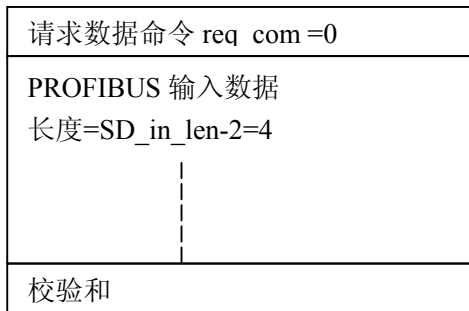 请求数据命令 req_com =0
PROFIBUS 输入数据
长度=SD_in_len-2=4
校验和